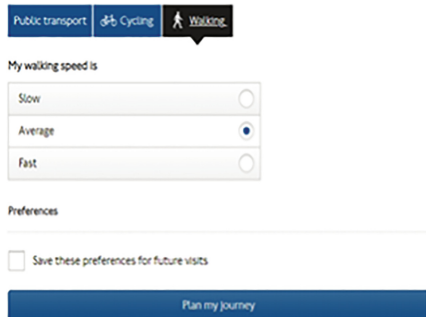 Public transport Cycling Walking
My walking speed is
Slow
Average
Fast
Preferences
Save these preferences for future visits
Plan my journey